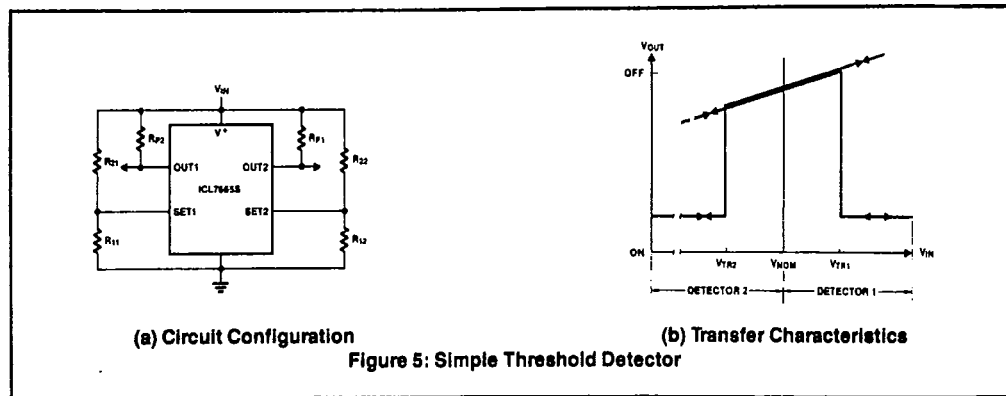 VIN
V+
RP2
RP1
R21
R22
OUT1
OUT2
ICL7665S
SET1
SET2
R11
R12
(a) Circuit Configuration
VOUT
OFF
ON
VTR2
VNOM
VTR1
VIN
DETECTOR 2
DETECTOR 1
(b) Transfer Characteristics
Figure 5: Simple Threshold Detector